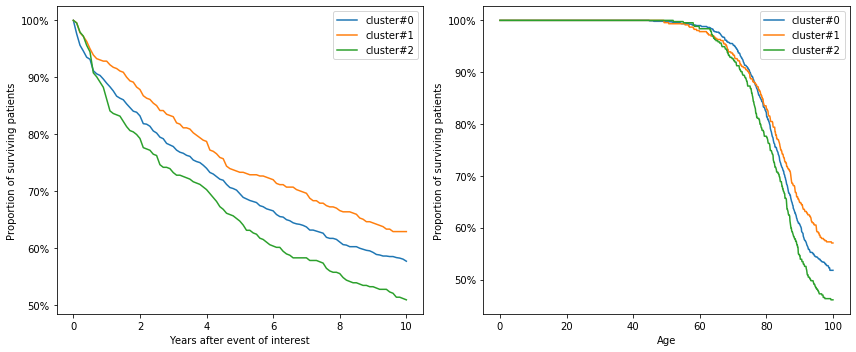 100%
90%
80%
70%
60%
50%
Proportion of surviving patients
0
2
4
6
8
10
Years after event of interest
cluster#0
cluster#1
cluster#2
100%
90%
80%
70%
60%
50%
Proportion of surviving patients
0
20
40
60
80
100
Age
cluster#0
cluster#1
cluster#2